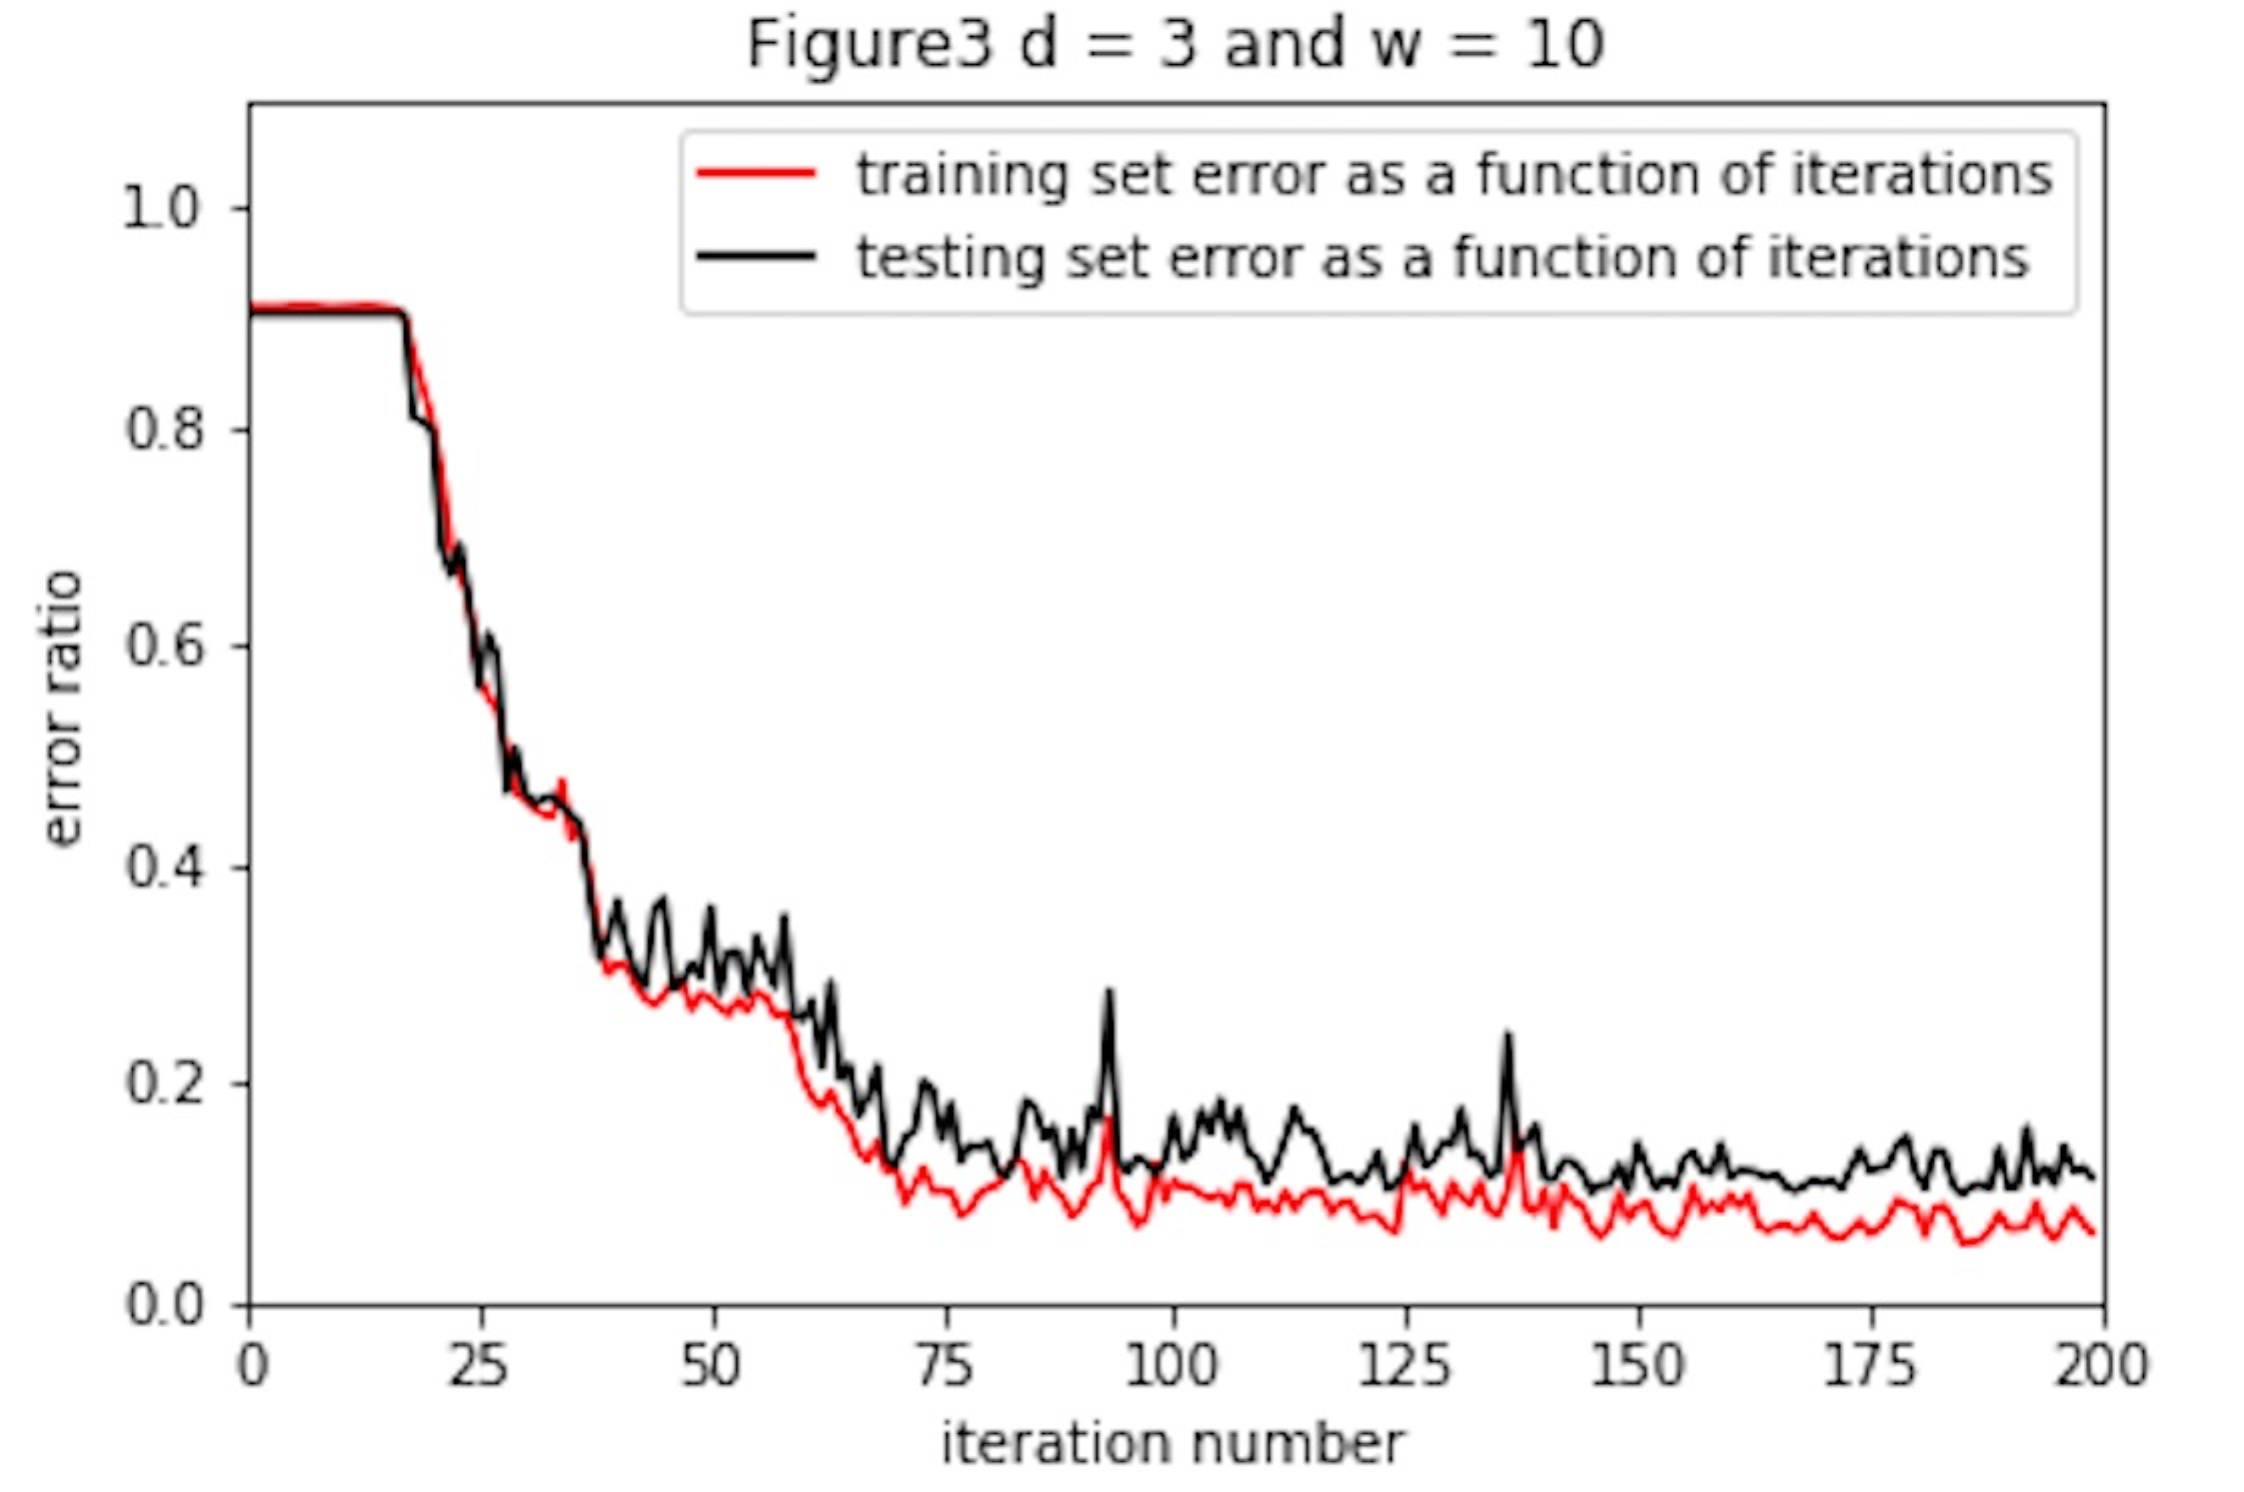 Figure3 d = 3 and w = 10
training set error as a function of iterations
testing set error as a function of iterations
1.0
0.8
0.6
0.4
0.2
0.0
error ratio
0 25 50 75 100 125 150 175 200
iteration number